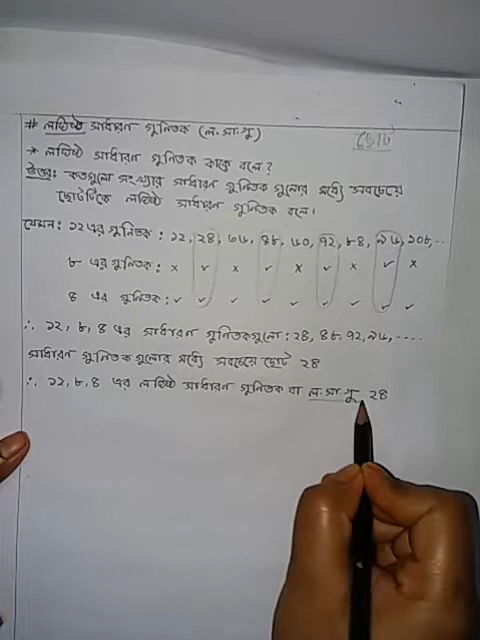 # লঘিষ্ঠ সাধারণ গুনিতক (ল.সা.গু)
ছোট
* লঘিষ্ঠ সাধারণ গুনিতক কাকে বলে?
উত্তর: কতগুলো সংখ্যার সাধারণ গুনিতক গুলোর মধ্যে সবচেয়ে
ছোটটিকে লঘিষ্ঠ সাধারণ গুনিতক বলে।
যেমন: ১২ এর গুনিতক: ১২, ২৪, ৩৬, ৪৮, ৬০, ৭২, ৮৪, ৯৬, ১০৮,..
৮ এর গুনিতক: × ✓ × ✓ × ✓ × ✓ ×
৪ এর গুনিতক: ✓ ✓ ✓ ✓ ✓ ✓ ✓ ✓ ✓
∴ ১২, ৮, ৪ এর সাধারণ গুনিতকগুলো: ২৪, ৪৮, ৭২, ৯৬, ....
সাধারণ গুনিতক গুলোর মধ্যে সবচেয়ে ছোট ২৪
∴ ১২, ৮, ৪ এর লঘিষ্ঠ সাধারণ গুনিতক বা ল.সা.গু ২৪